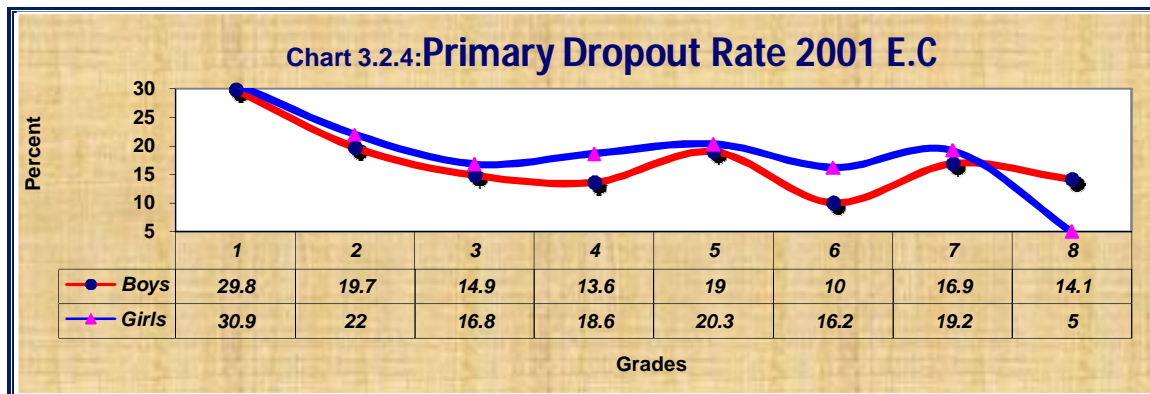 Chart 3.2.4:Primary Dropout Rate 2001 E.C
Percent
30
25
20
15
10
5
1 2 3 4 5 6 7 8
Boys 29.8 19.7 14.9 13.6 19 10 16.9 14.1
Girls 30.9 22 16.8 18.6 20.3 16.2 19.2 5
Grades